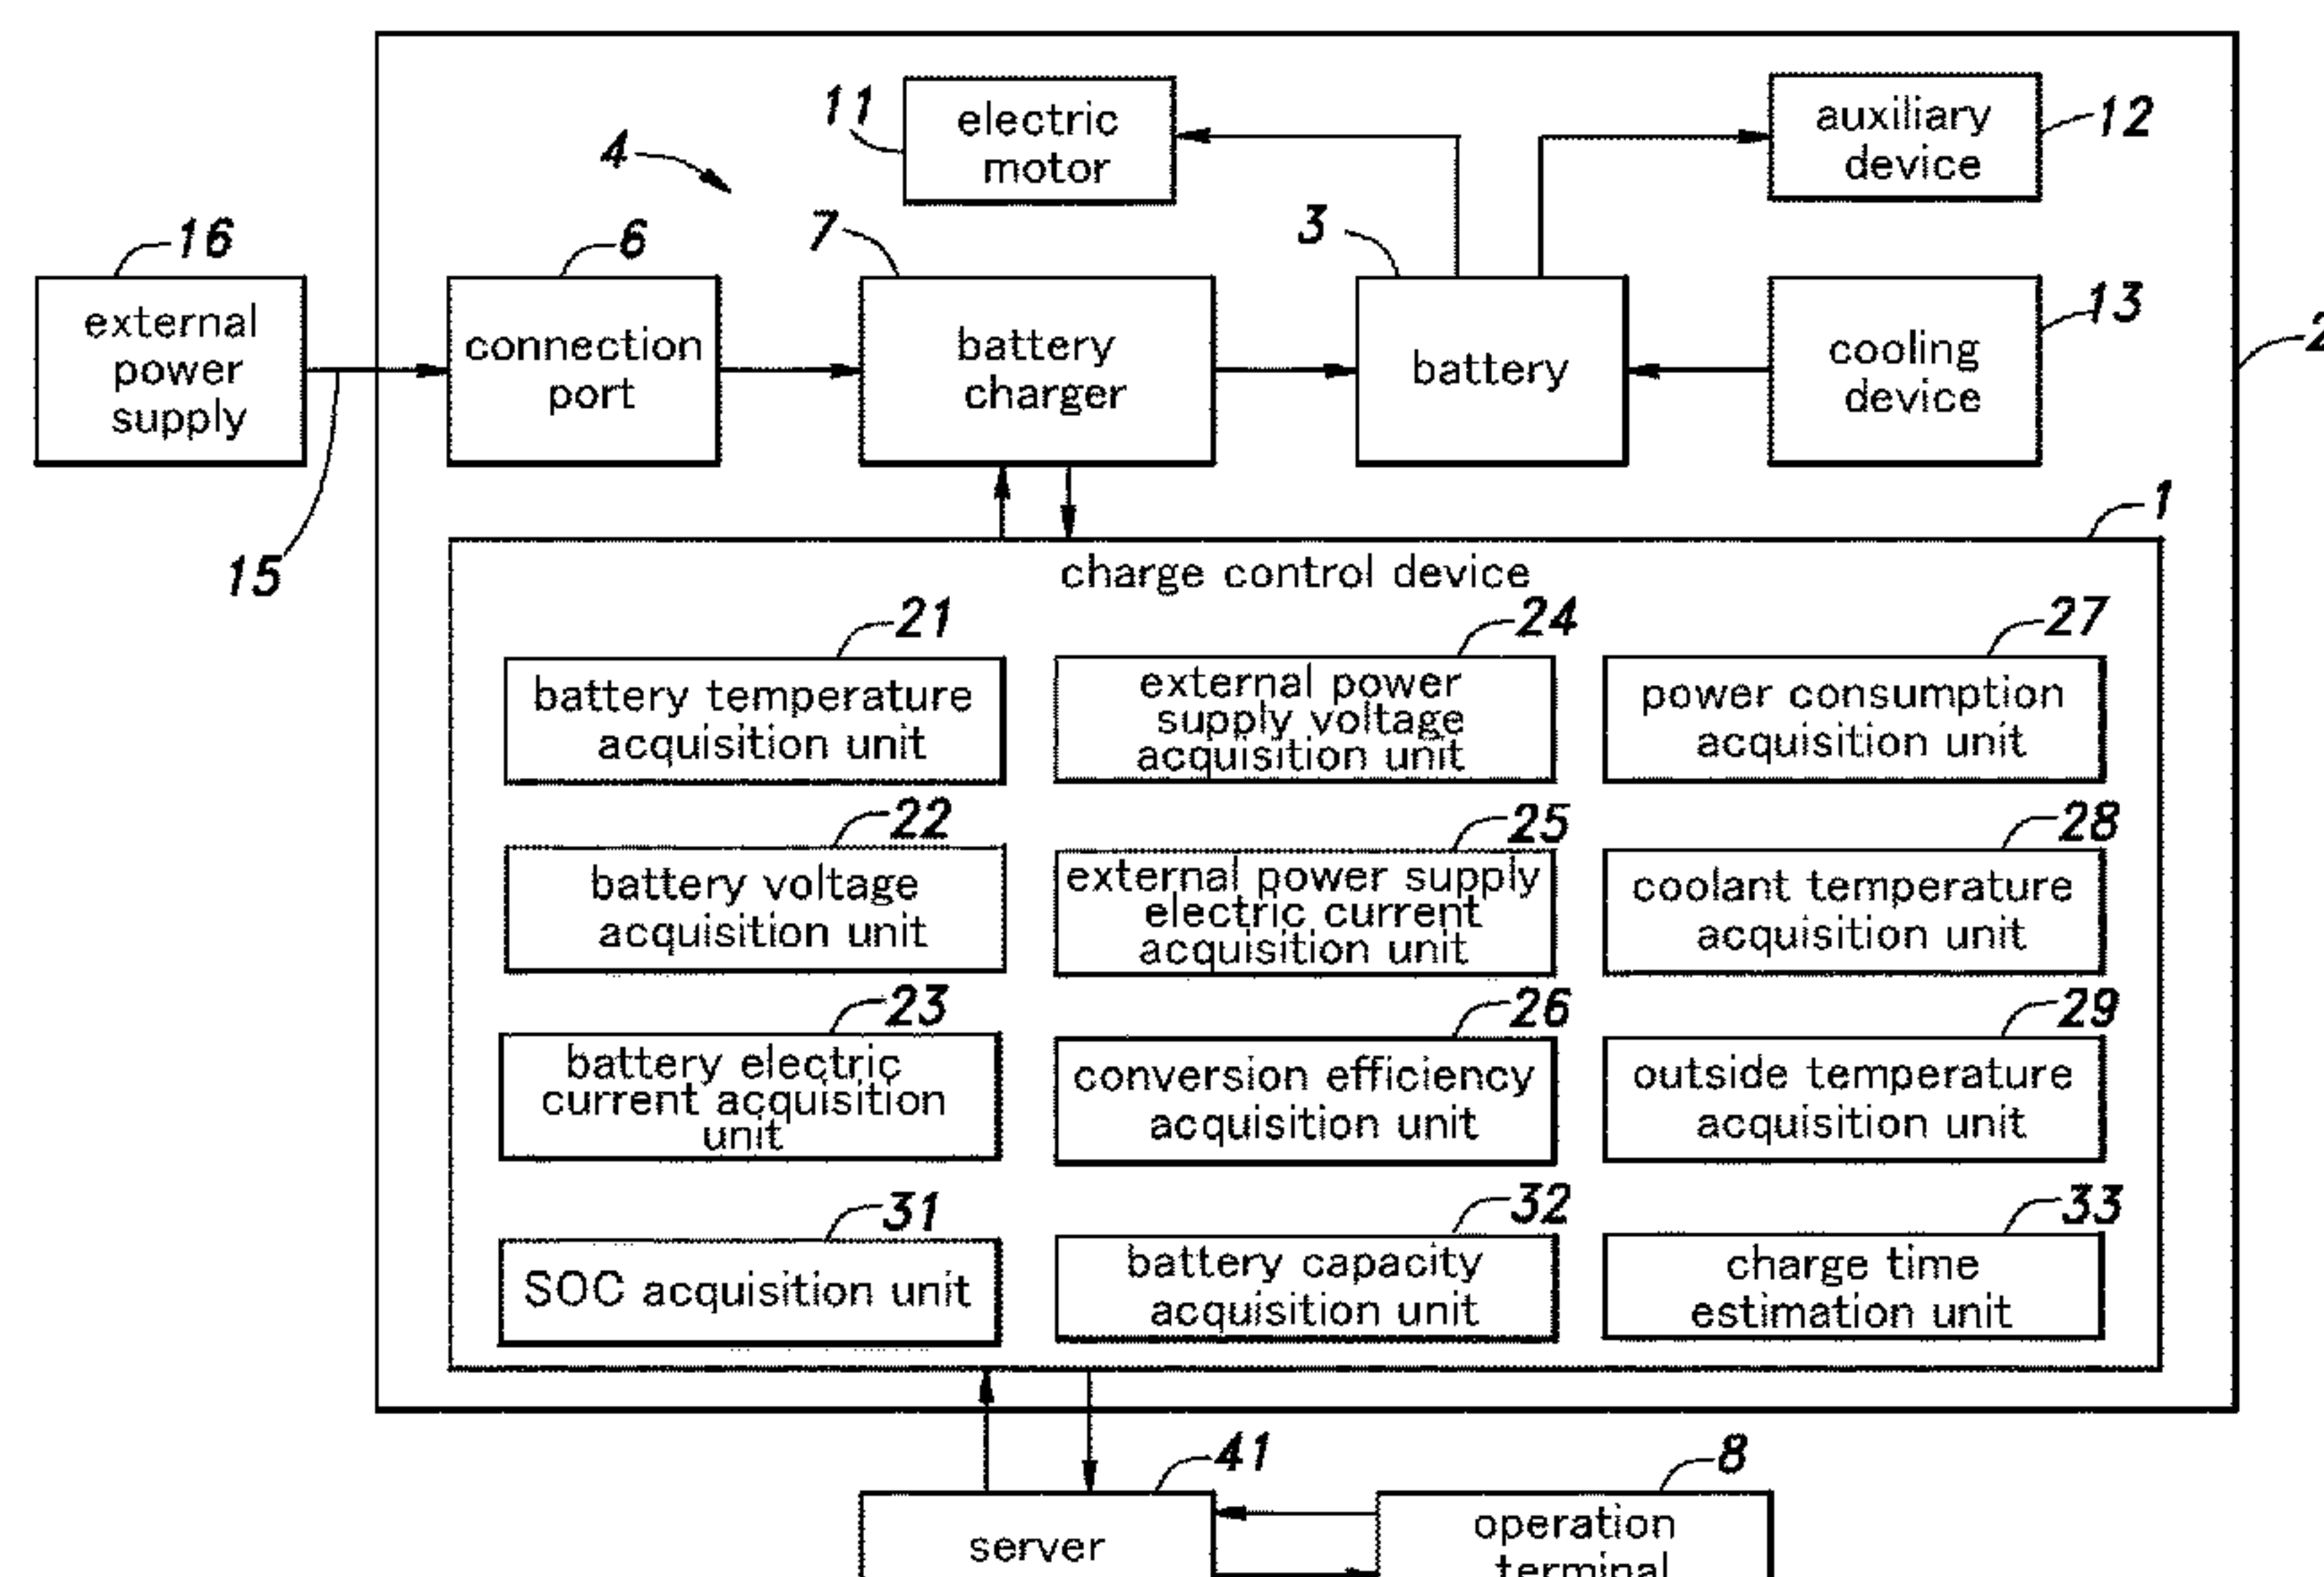 11
electric
motor
auxiliary
device
12
4
16
external
power
supply
6
connection
port
7
battery
charger
3
battery
13
cooling
device
2
15
1
charge control device
21
battery temperature
acquisition unit
24
external power
supply voltage
acquisition unit
27
power consumption
acquisition unit
22
battery voltage
acquisition unit
25
external power supply
electric current
acquisition unit
28
coolant temperature
acquisition unit
23
battery electric
current acquisition
unit
26
conversion efficiency
acquisition unit
29
outside temperature
acquisition unit
31
SOC acquisition unit
32
battery capacity
acquisition unit
33
charge time
estimation unit
41
server
8
operation
terminal